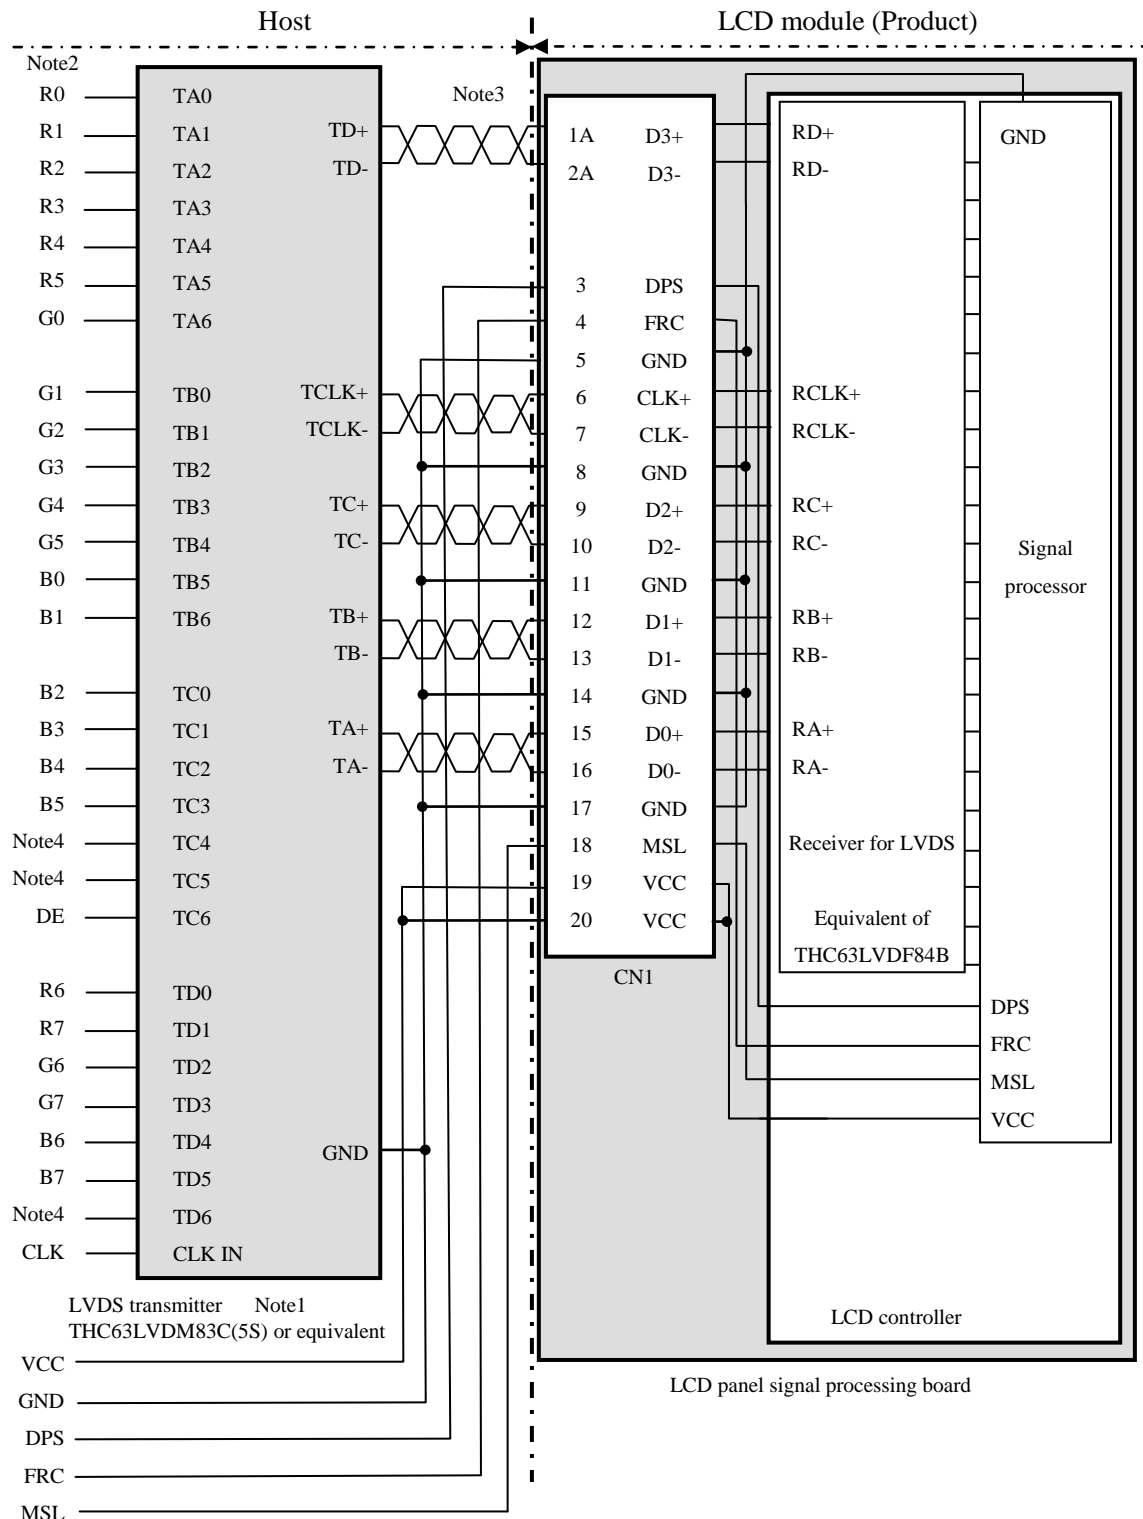 Host
LCD module (Product)
Note2
R0 TA0
R1 TA1 TD+
R2 TA2 TD-
R3 TA3
R4 TA4
R5 TA5
G0 TA6
G1 TB0 TCLK+
G2 TB1 TCLK-
G3 TB2
G4 TB3 TC+
G5 TB4 TC-
B0 TB5
B1 TB6 TB+
TB-
B2 TC0
B3 TC1 TA+
B4 TC2 TA-
B5 TC3
Note4 TC4
Note4 TC5
DE TC6
R6 TD0
R7 TD1
G6 TD2
G7 TD3
B6 TD4 GND
B7 TD5
Note4 TD6
CLK CLK IN
LVDS transmitter Note1
THC63LVDM83C(5S) or equivalent
VCC
GND
DPS
FRC
MSL
Note3
1A D3+
2A D3-
3 DPS
4 FRC
5 GND
6 CLK+
7 CLK-
8 GND
9 D2+
10 D2-
11 GND
12 D1+
13 D1-
14 GND
15 D0+
16 D0-
17 GND
18 MSL
19 VCC
20 VCC
CN1
RD+
RD-
RCLK+
RCLK-
RC+
RC-
RB+
RB-
RA+
RA-
Receiver for LVDS
Equivalent of
THC63LVDF84B
GND
Signal
processor
DPS
FRC
MSL
VCC
LCD controller
LCD panel signal processing board